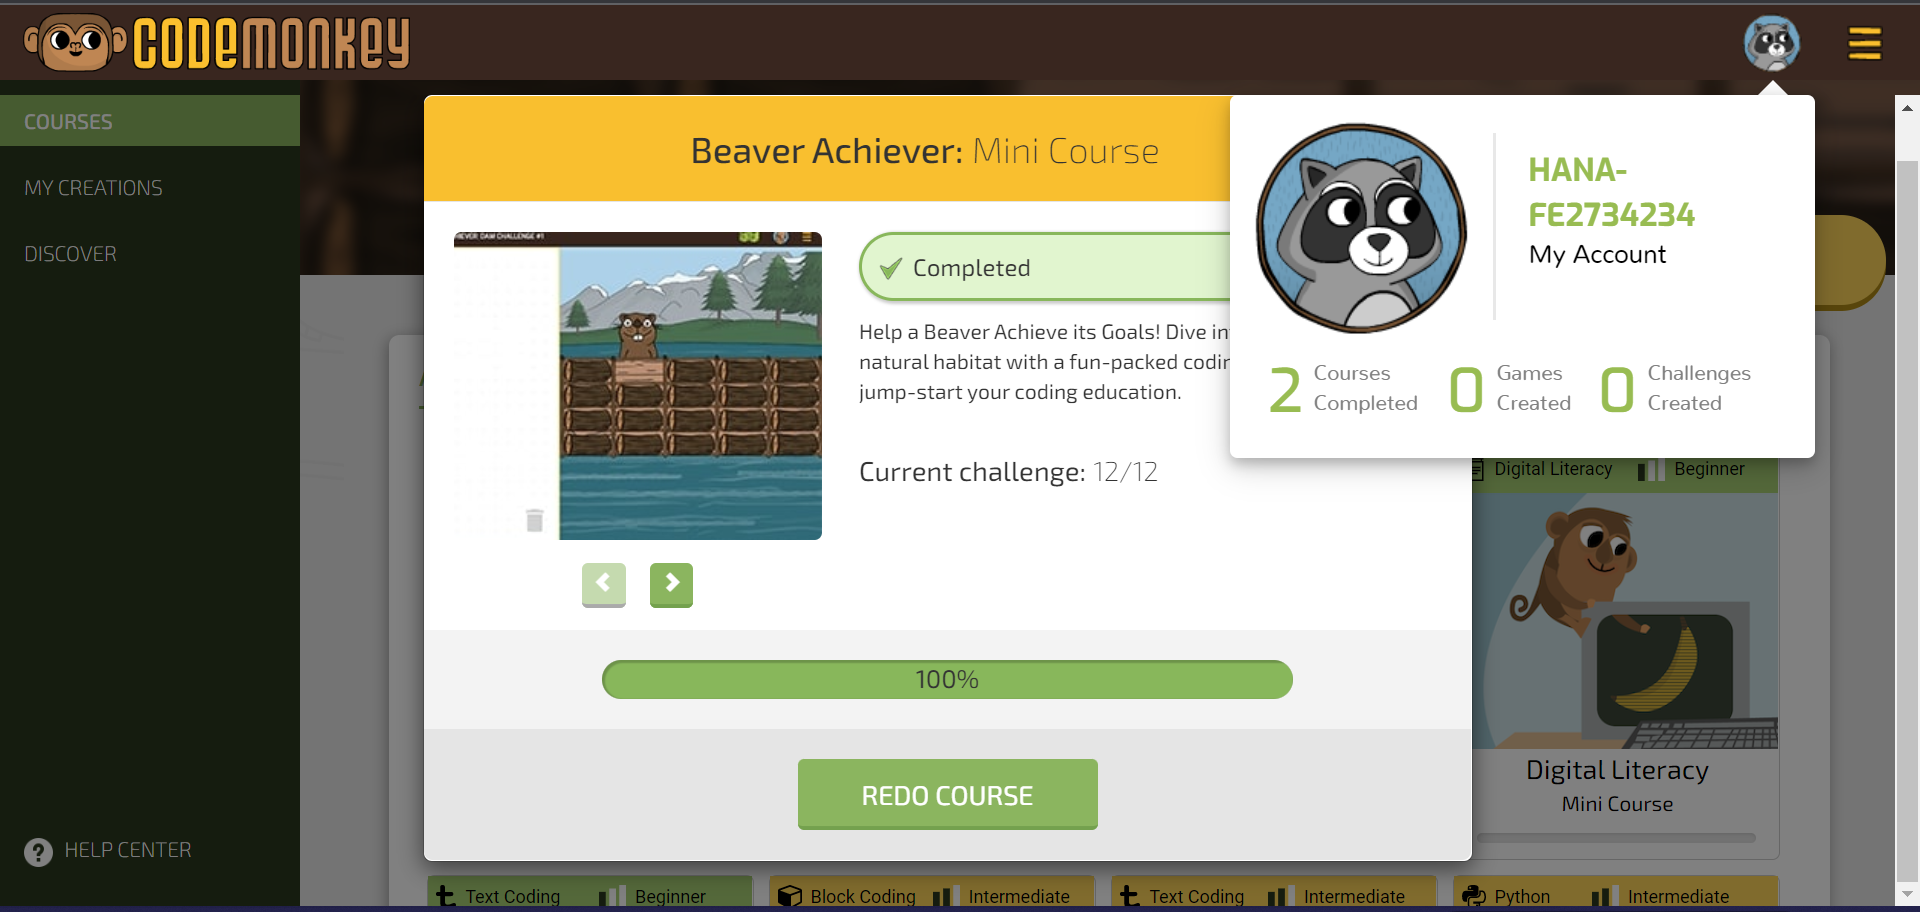 CODEMONKEY
COURSES
MY CREATIONS
DISCOVER
HELP CENTER
Beaver Achiever: Mini Course
DAM CHALLENGE #1
Completed
Help a Beaver Achieve its Goals! Dive in
natural habitat with a fun-packed codin
jump-start your coding education.
Current challenge: 12/12
100%
REDO COURSE
HANA-
FE2734234
My Account
2 Courses Completed
0 Games Created
0 Challenges Created
Digital Literacy Beginner
Digital Literacy
Mini Course
Text Coding Beginner
Block Coding Intermediate
Text Coding Intermediate
Python Intermediate